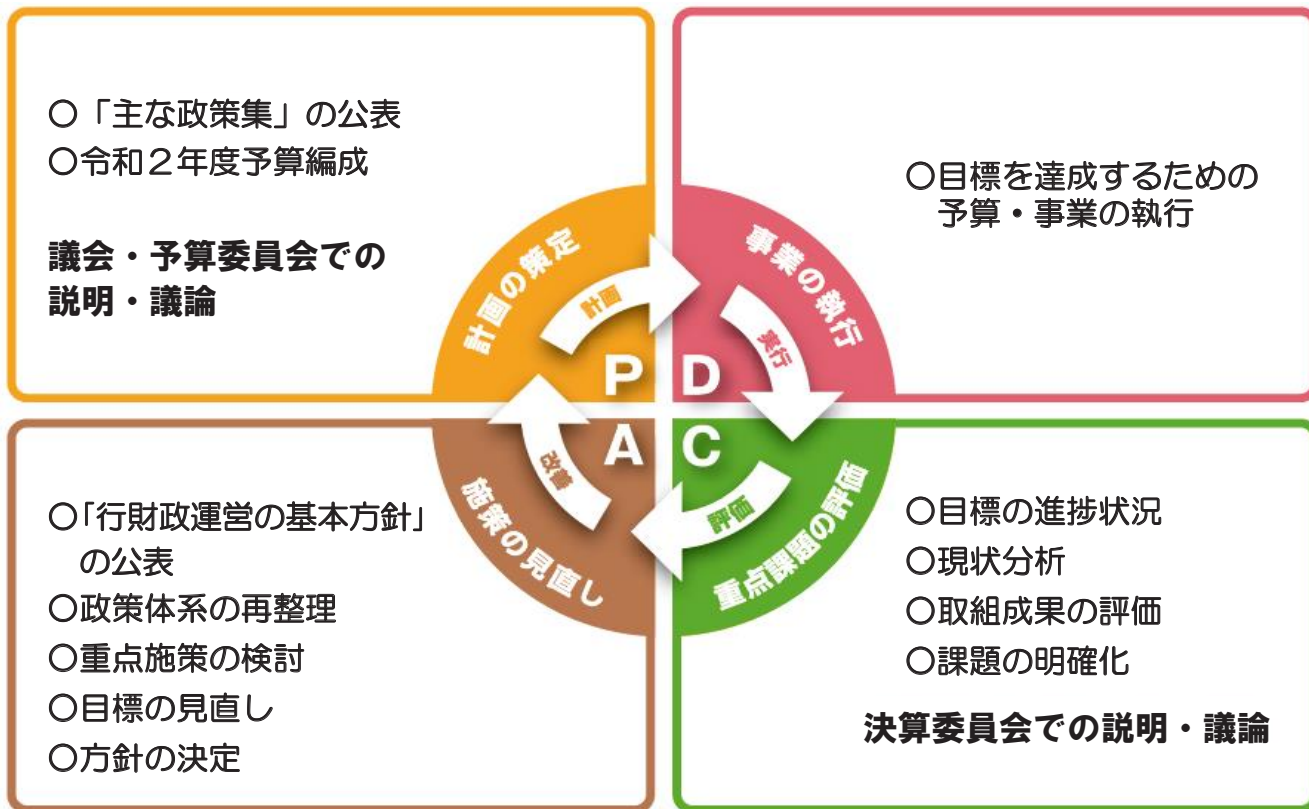 ○「主な政策集」の公表
○令和２年度予算編成
議会・予算委員会での
説明・議論
計画の策定
計画
P
○目標を達成するための
予算・事業の執行
事業の執行
実行
D
○「行財政運営の基本方針」
の公表
○政策体系の再整理
○重点施策の検討
○目標の見直し
○方針の決定
施策の見直し
改善
A
○目標の進捗状況
○現状分析
○取組成果の評価
○課題の明確化
決算委員会での説明・議論
重点課題の評価
評価
C